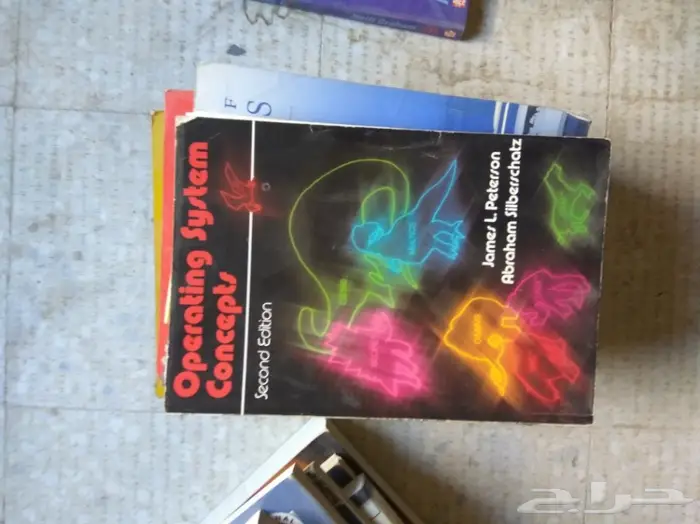 Operating System
Concepts
Second Edition
James L. Peterson
Abraham Silberschatz
F
S
حراج